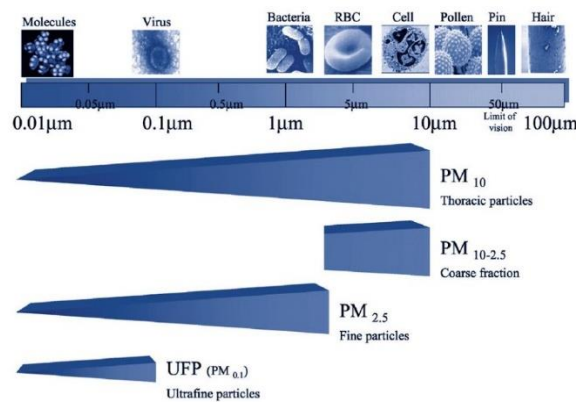 Molecules Virus Bacteria RBC Cell Pollen Pin Hair
0.05µm 0.5µm 5µm 50µm
0.01µm 0.1µm 1µm 10µm Limit of vision 100µm
PM 10
Thoracic particles
PM 10-2.5
Coarse fraction
PM 2.5
Fine particles
UFP (PM 0.1)
Ultrafine particles